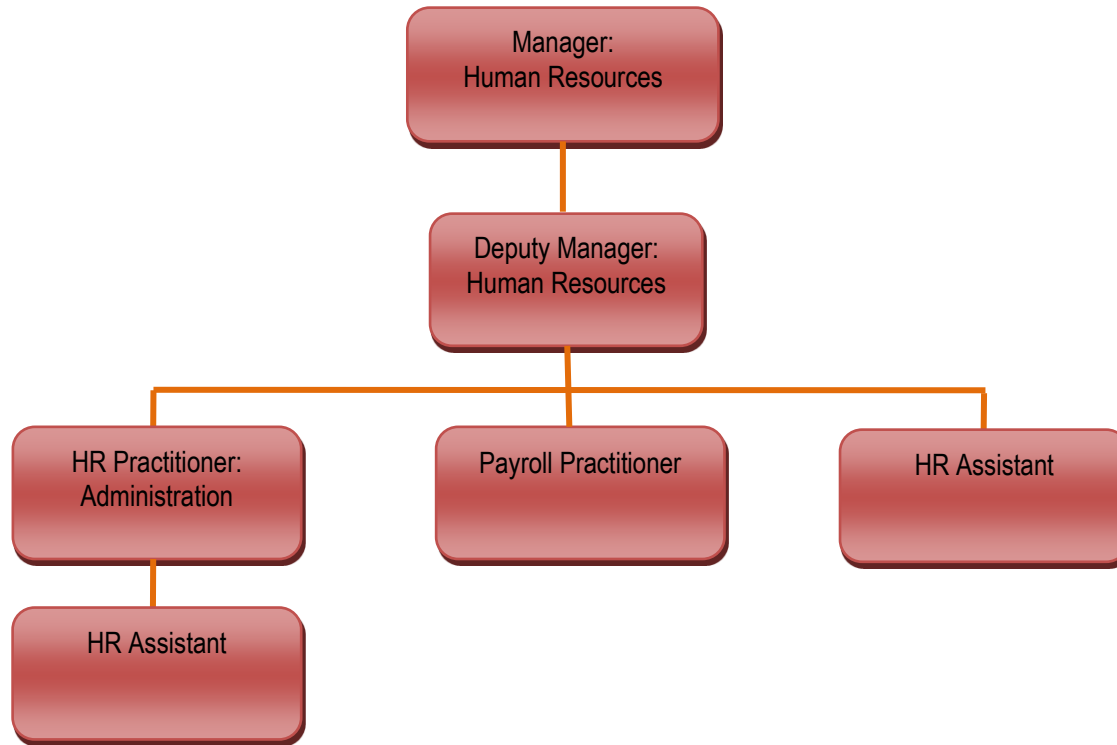 Manager:
Human Resources
Deputy Manager:
Human Resources
HR Practitioner:
Administration
Payroll Practitioner
HR Assistant
HR Assistant